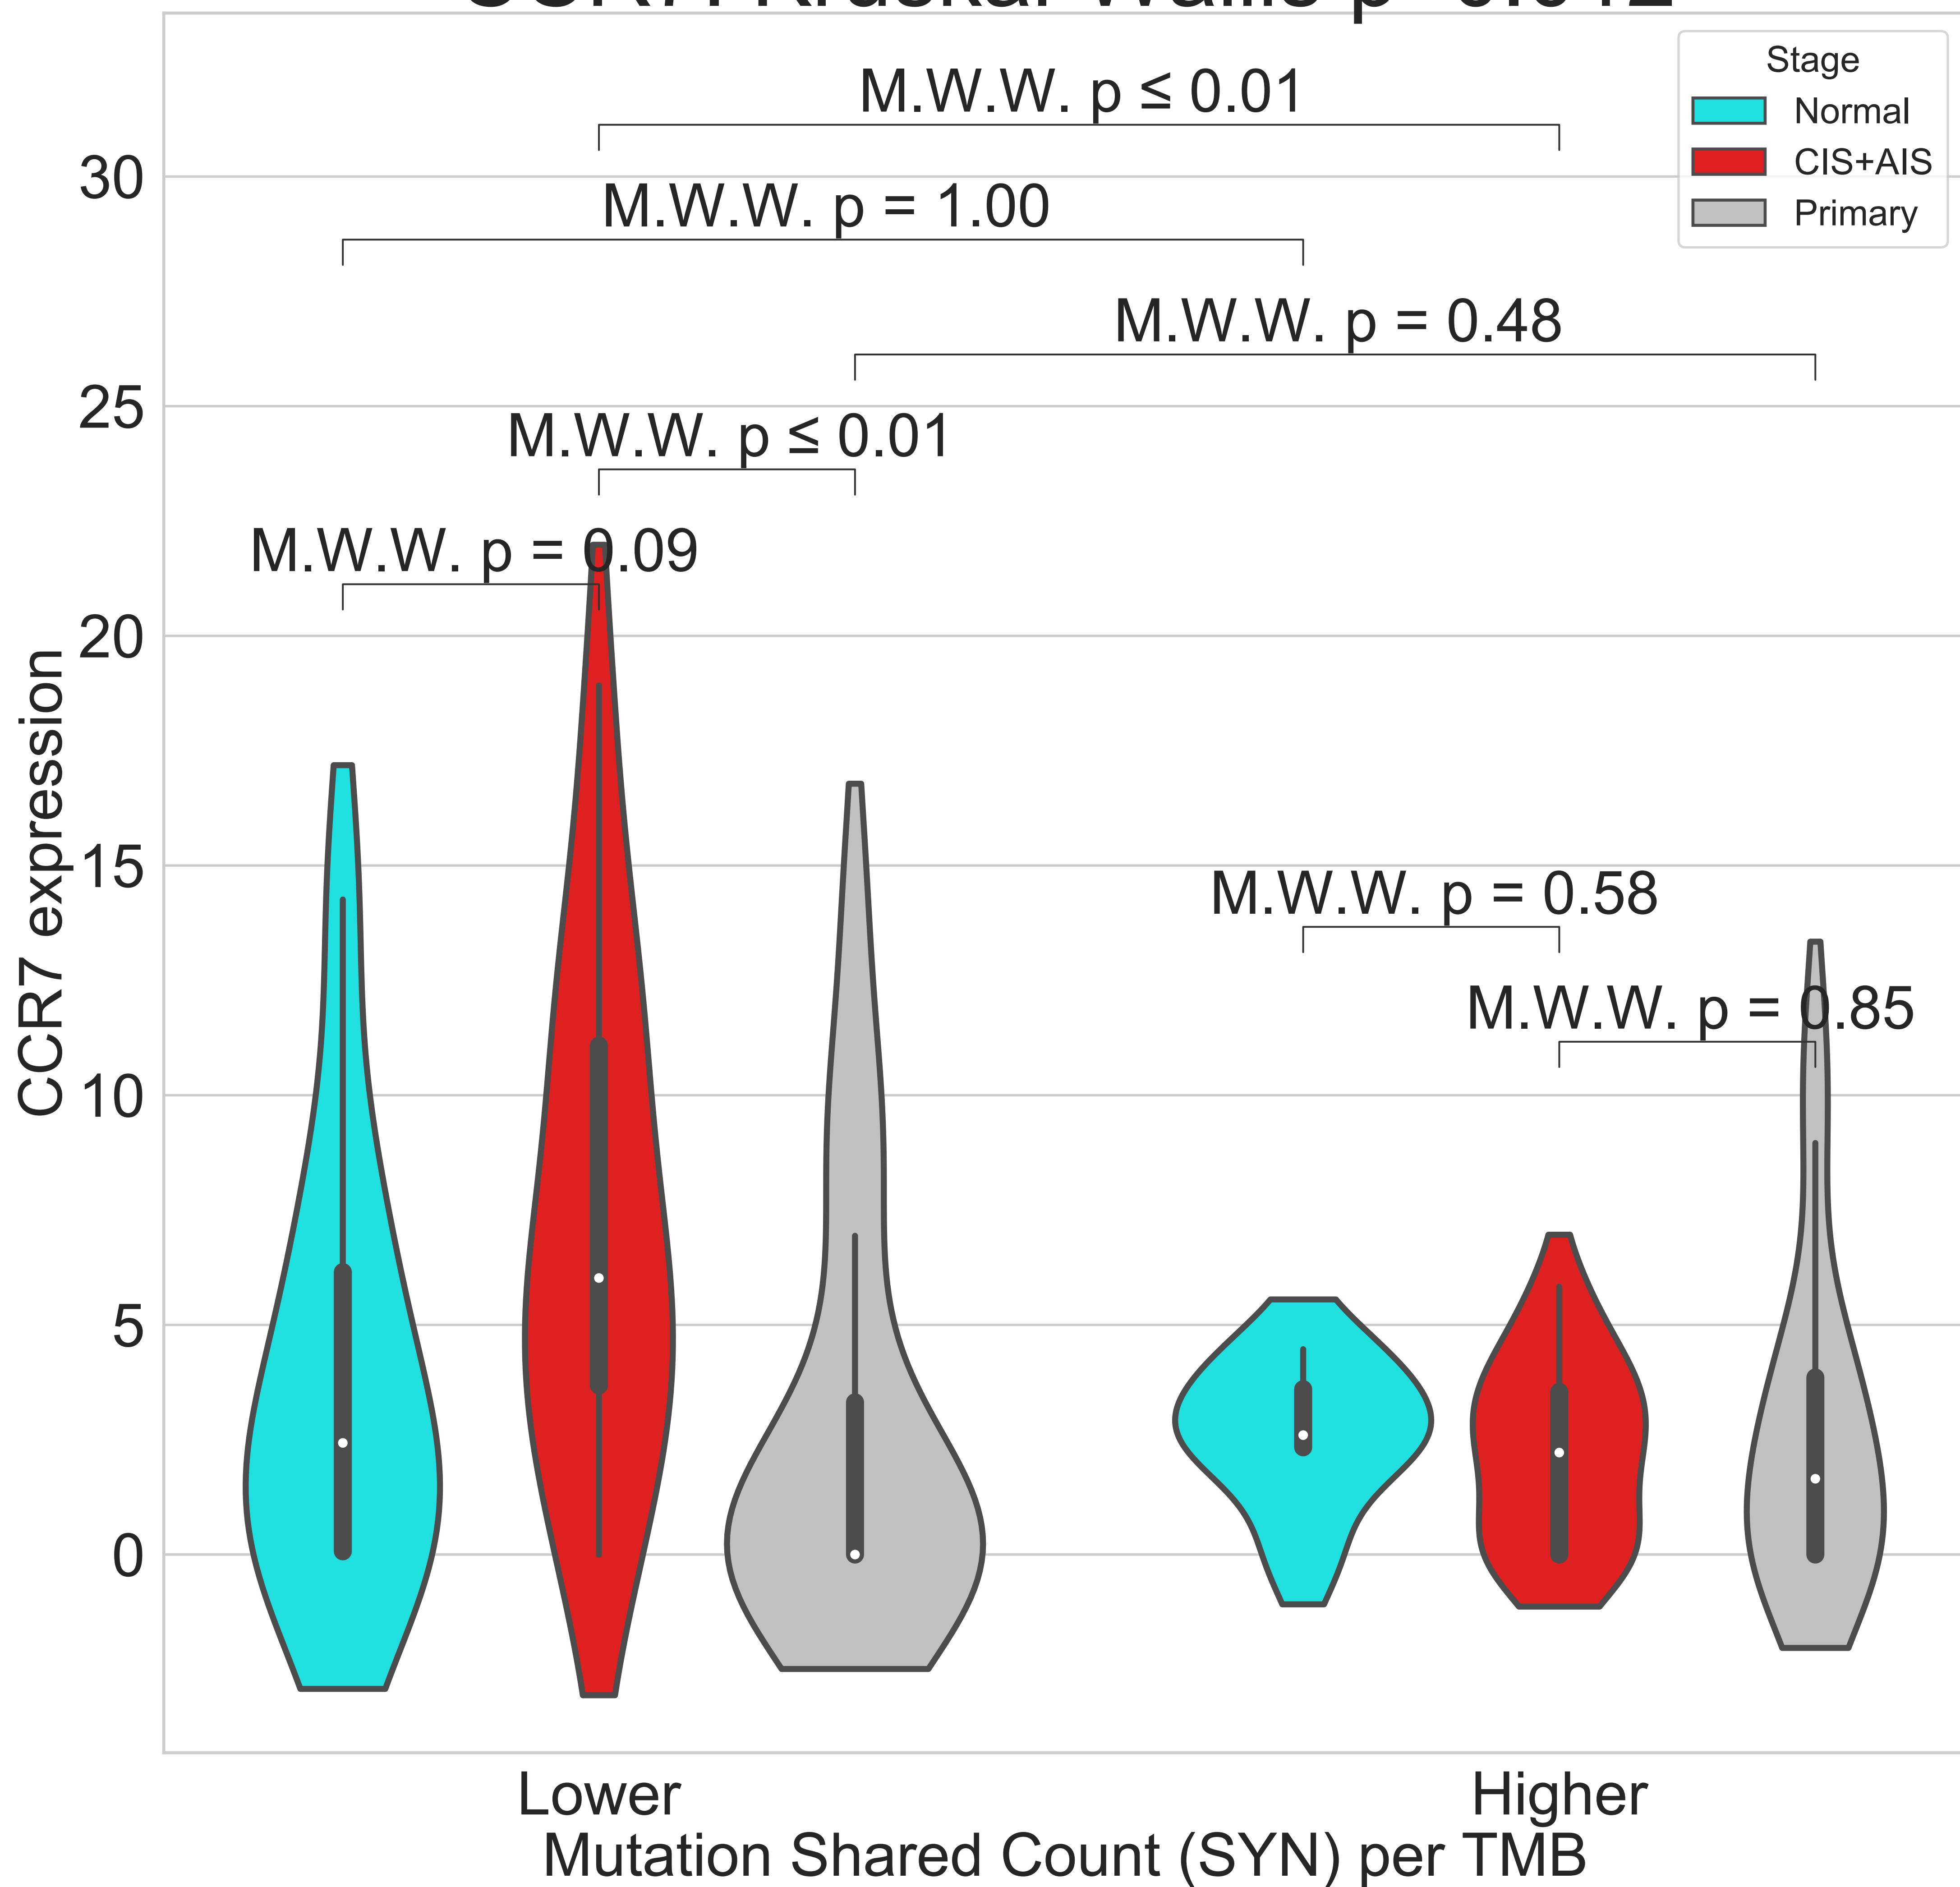 Stage
Normal
CIS+AIS
Primary
M.W.W. p ≤ 0.01
M.W.W. p = 1.00
M.W.W. p = 0.48
M.W.W. p ≤ 0.01
M.W.W. p = 0.09
M.W.W. p = 0.58
M.W.W. p = 0.85
30
25
20
15
10
5
0
CCR7 expression
Lower
Higher
Mutation Shared Count (SYN) per TMB